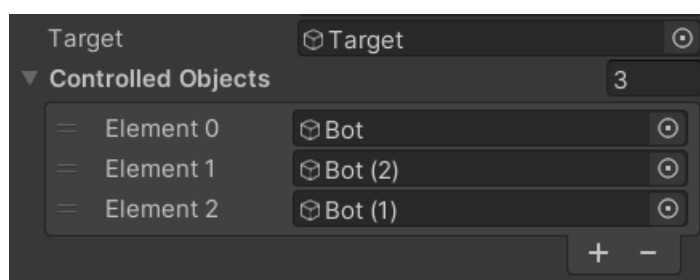 Target Target
Controlled Objects 3
Element 0 Bot
Element 1 Bot (2)
Element 2 Bot (1)
+ -